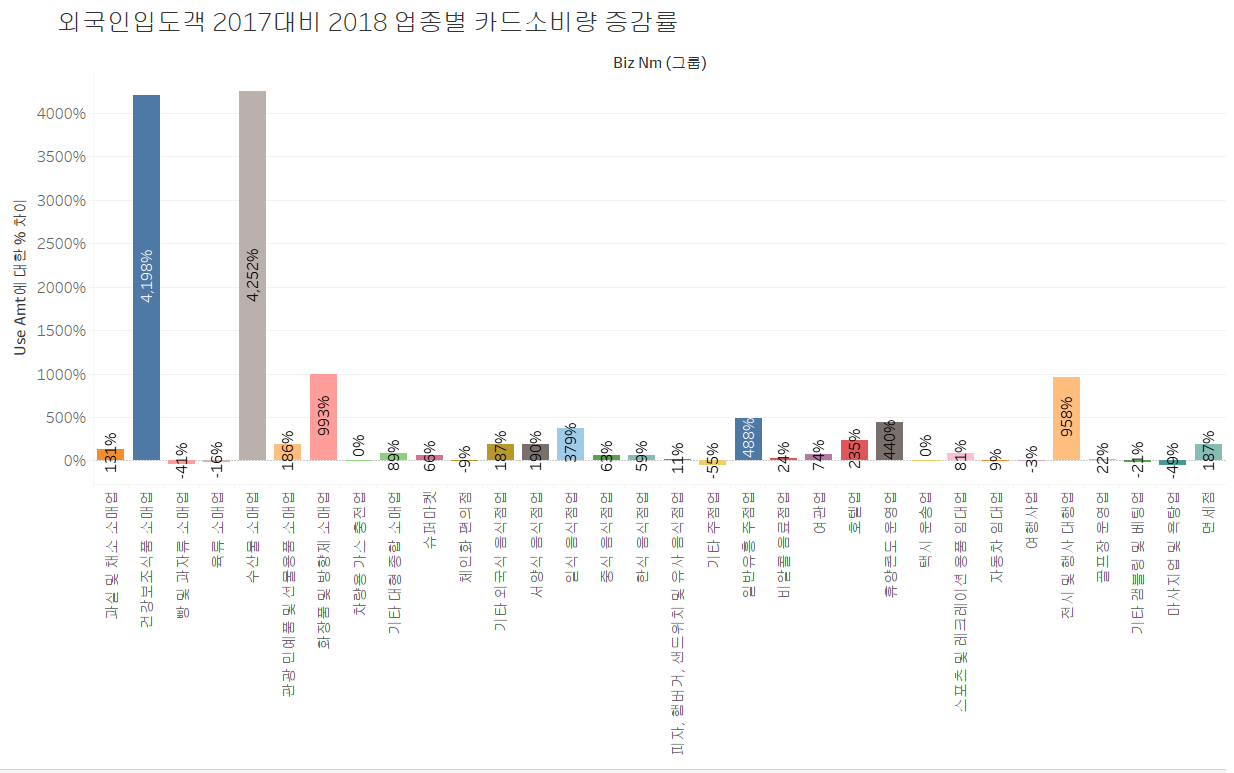 외국인입도객 2017대비 2018 업종별 카드소비량 증감률
Biz Nm (그룹)
Use Amt에 대한 % 차이
4000%
3500%
3000%
2500%
2000%
1500%
1000%
500%
0%
131%
4,198%
-41%
-16%
4,252%
186%
993%
0%
89%
66%
-9%
187%
190%
379%
63%
59%
11%
-55%
488%
24%
74%
235%
440%
0%
81%
9%
-3%
958%
22%
-21%
-49%
187%
과실 및 채소 소매업
건강보조식품 소매업
빵 및 과자류 소매업
육류 소매업
수산물 소매업
관광 민예품 및 선물용품 소매업
화장품 및 방향제 소매업
차량용 가스 충전업
기타 대형종합 소매업
슈퍼마켓
체인화 편의점
기타 외국식 음식점업
서양식 음식점업
일식 음식점업
중식 음식점업
한식 음식점업
피자, 햄버거, 샌드위치 및 유사 음식점업
기타 주점업
일반유흥 주점업
비알콜 음료점업
여관업
호텔업
휴양콘도 운영업
택시 운송업
스포츠 및 레크레이션 용품 임대업
자동차 임대업
여행사업
전시 및 행사 대행업
골프장 운영업
기타 갬블링 및 베팅업
마사지업 및 욕탕업
면세점